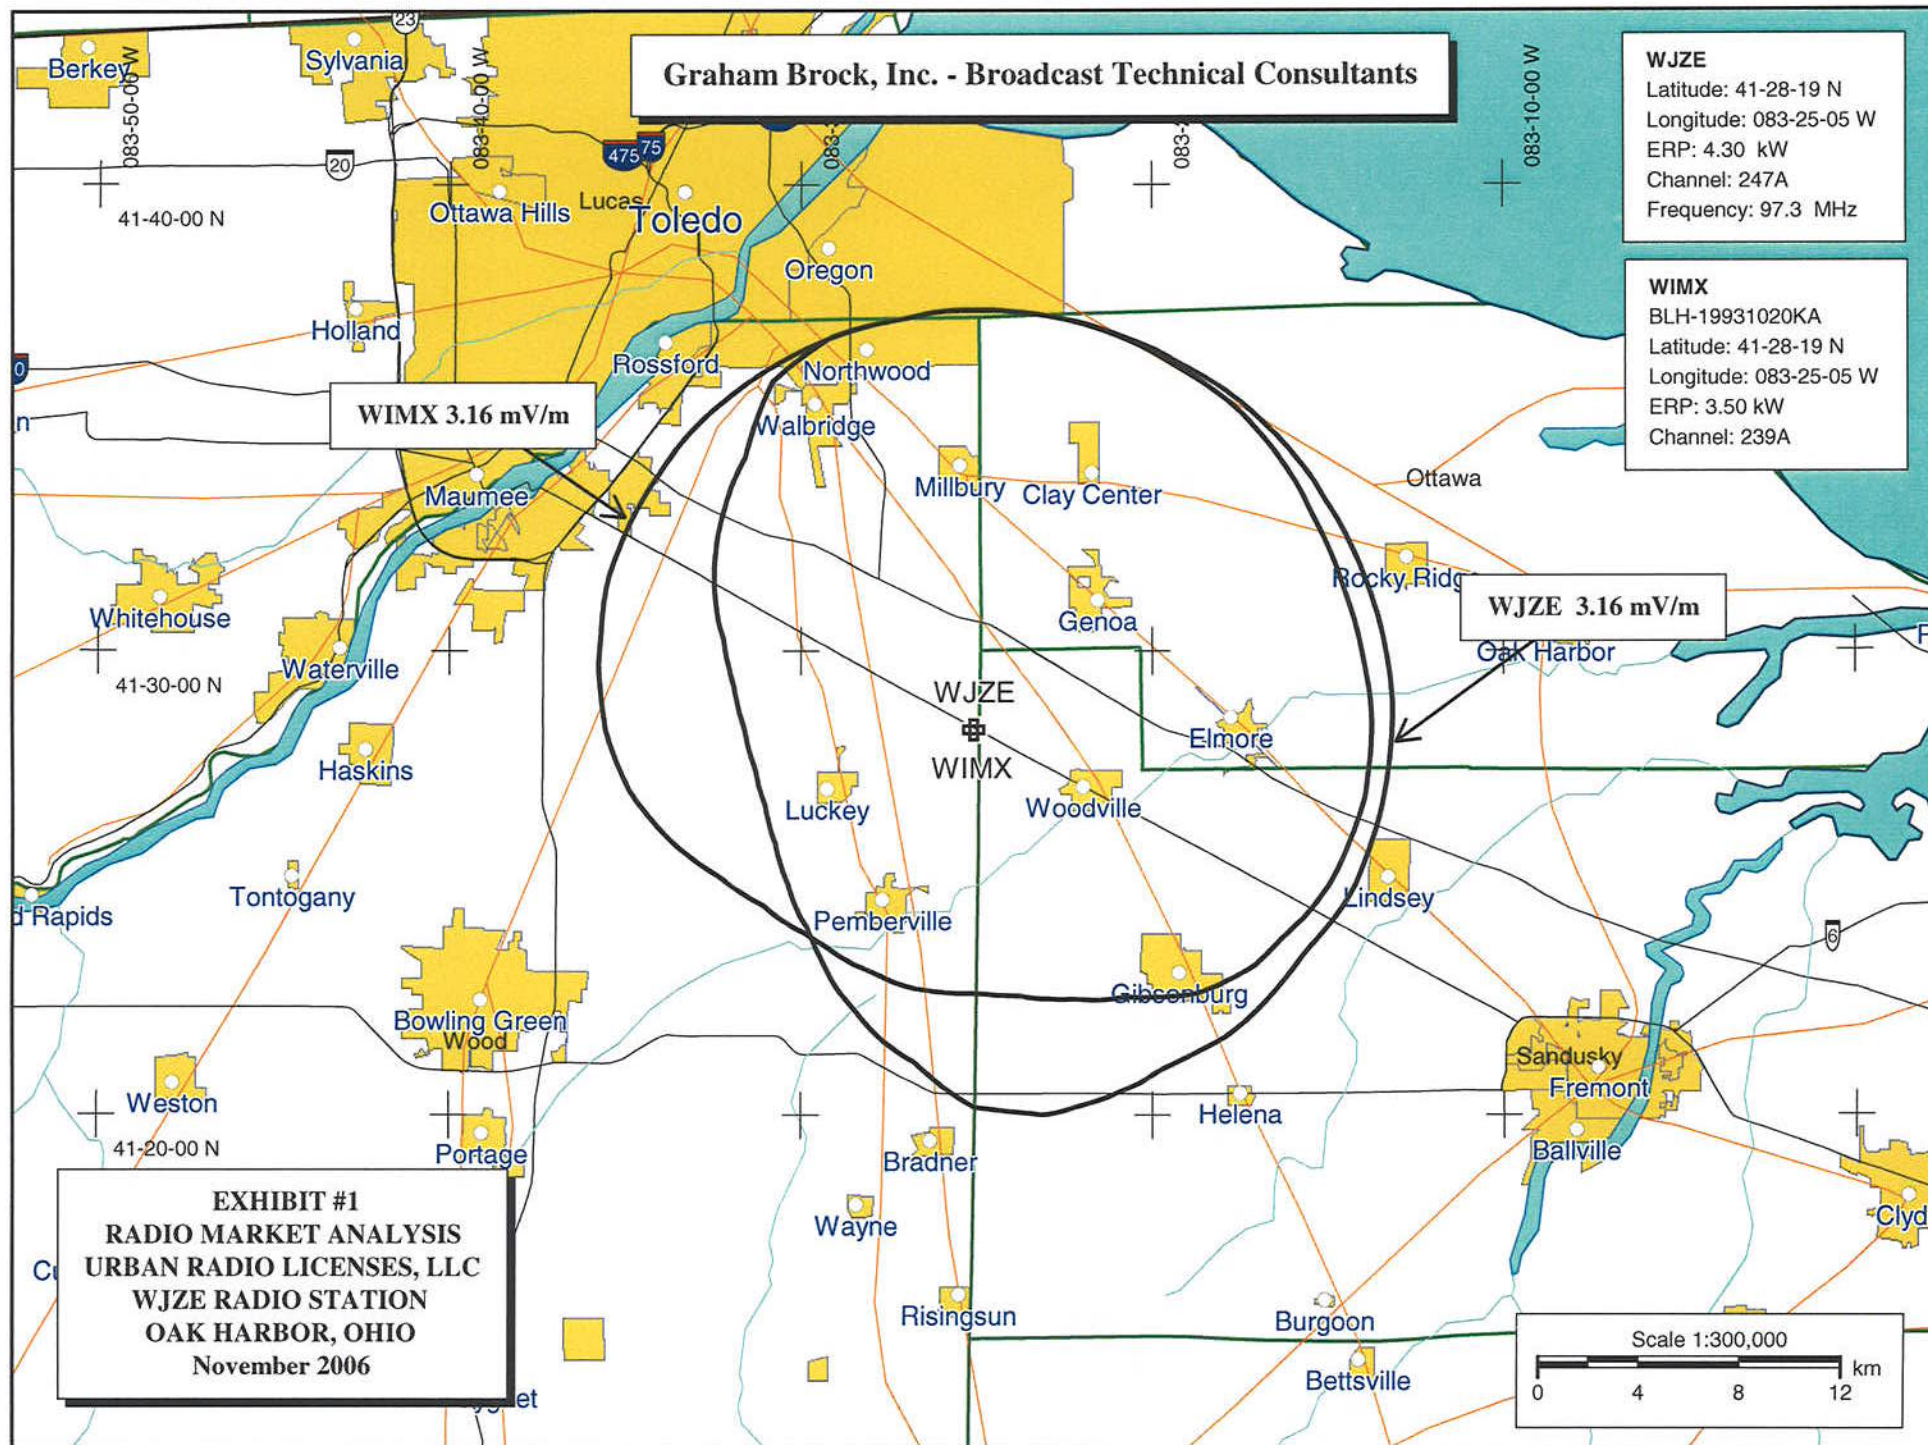 23
Berkey
083-50-00 W
Sylvania
083-40-00 W
Graham Brock, Inc. - Broadcast Technical Consultants
083-10-00 W
WJZE
Latitude: 41-28-19 N
Longitude: 083-25-05 W
ERP: 4.30 kW
Channel: 247A
Frequency: 97.3 MHz
20
475
75
41-40-00 N
Ottawa Hills
Lucas
Toledo
Oregon
Holland
WIMX
BLH-19931020KA
Latitude: 41-28-19 N
Longitude: 083-25-05 W
ERP: 3.50 kW
Channel: 239A
Rossford
Northwood
WIMX 3.16 mV/m
Walbridge
Maumee
Millbury
Clay Center
Ottawa
Rocky Ridge
Whitehouse
Genoa
WJZE 3.16 mV/m
Oak Harbor
Waterville
41-30-00 N
WJZE
Elmore
WIMX
Haskins
Luckey
Woodville
Tontogany
Lindsey
d Rapids
Pemberville
6
Gibsonburg
Bowling Green
Wood
Sandusky
Fremont
Weston
Helena
41-20-00 N
Portage
Bradner
Ballville
EXHIBIT #1
RADIO MARKET ANALYSIS
URBAN RADIO LICENSES, LLC
WJZE RADIO STATION
OAK HARBOR, OHIO
November 2006
Wayne
Clyd
Risingsun
Burgoon
Bettsville
Scale 1:300,000
km
0 4 8 12